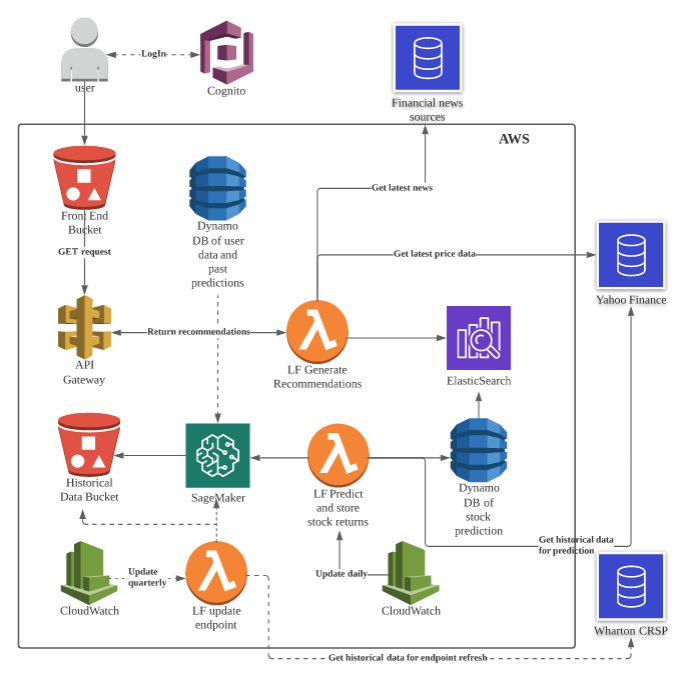 LogIn
user
Cognito
Financial news
sources
AWS
Front End
Bucket
GET request
Dynamo
DB of user
data and
past
predictions
Get latest news
Get latest price data
Yahoo Finance
API
Gateway
Return recommendations
LF Generate
Recommendations
ElasticSearch
Historical
Data Bucket
SageMaker
LF Predict
and store
stock returns
Dynamo
DB of
stock
prediction
Get historical data
for prediction
CloudWatch
Update
quarterly
LF update
endpoint
Update daily
CloudWatch
Wharton CRSP
Get historical data for endpoint refresh